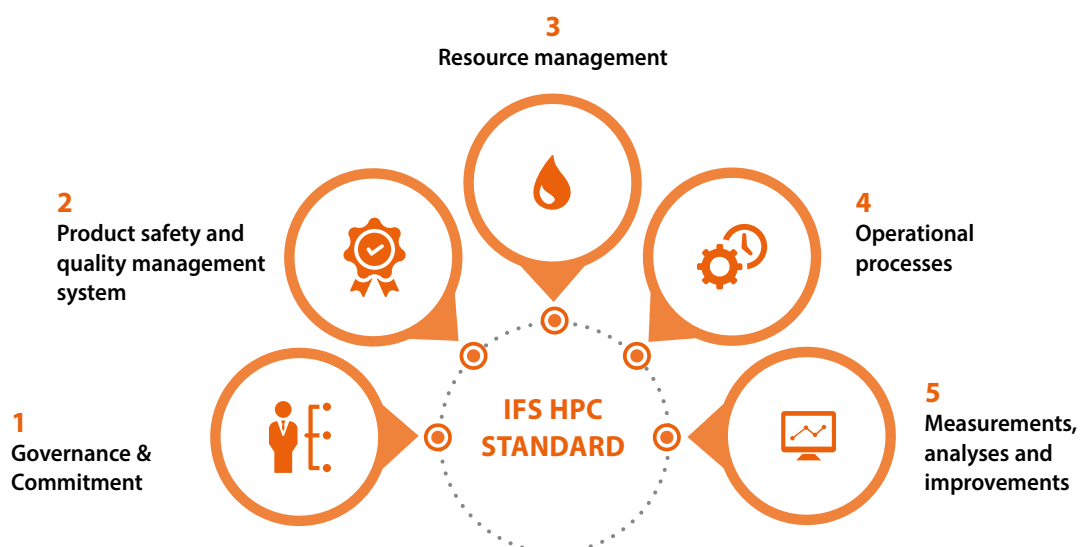 3
Resource management
2
Product safety and
quality management
system
4
Operational
processes
1
Governance &
Commitment
IFS HPC
STANDARD
5
Measurements,
analyses and
improvements